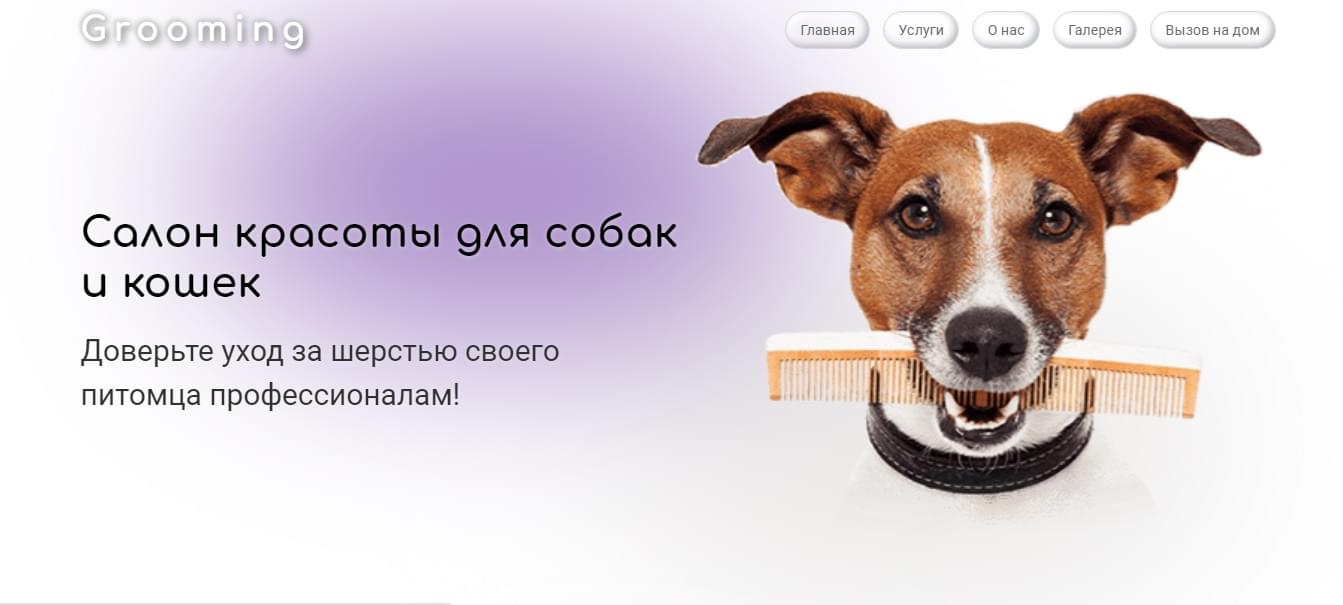 Grooming
Главная
Услуги
О нас
Галерея
Вызов на дом
Салон красоты для собак
и кошек
Доверьте уход за шерстью своего
питомца профессионалам!